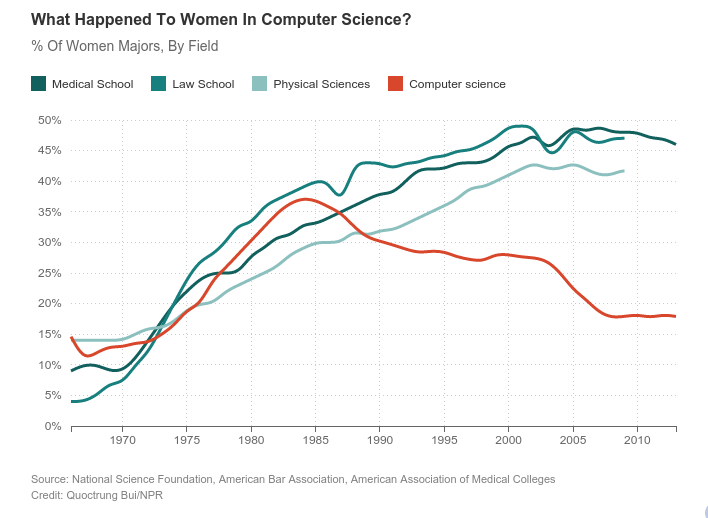 What Happened To Women In Computer Science?
% Of Women Majors, By Field
Medical School Law School Physical Sciences Computer science
50%
45%
40%
35%
30%
25%
20%
15%
10%
5%
0%
1970 1975 1980 1985 1990 1995 2000 2005 2010
Source: National Science Foundation, American Bar Association, American Association of Medical Colleges
Credit: Quoctrung Bui/NPR